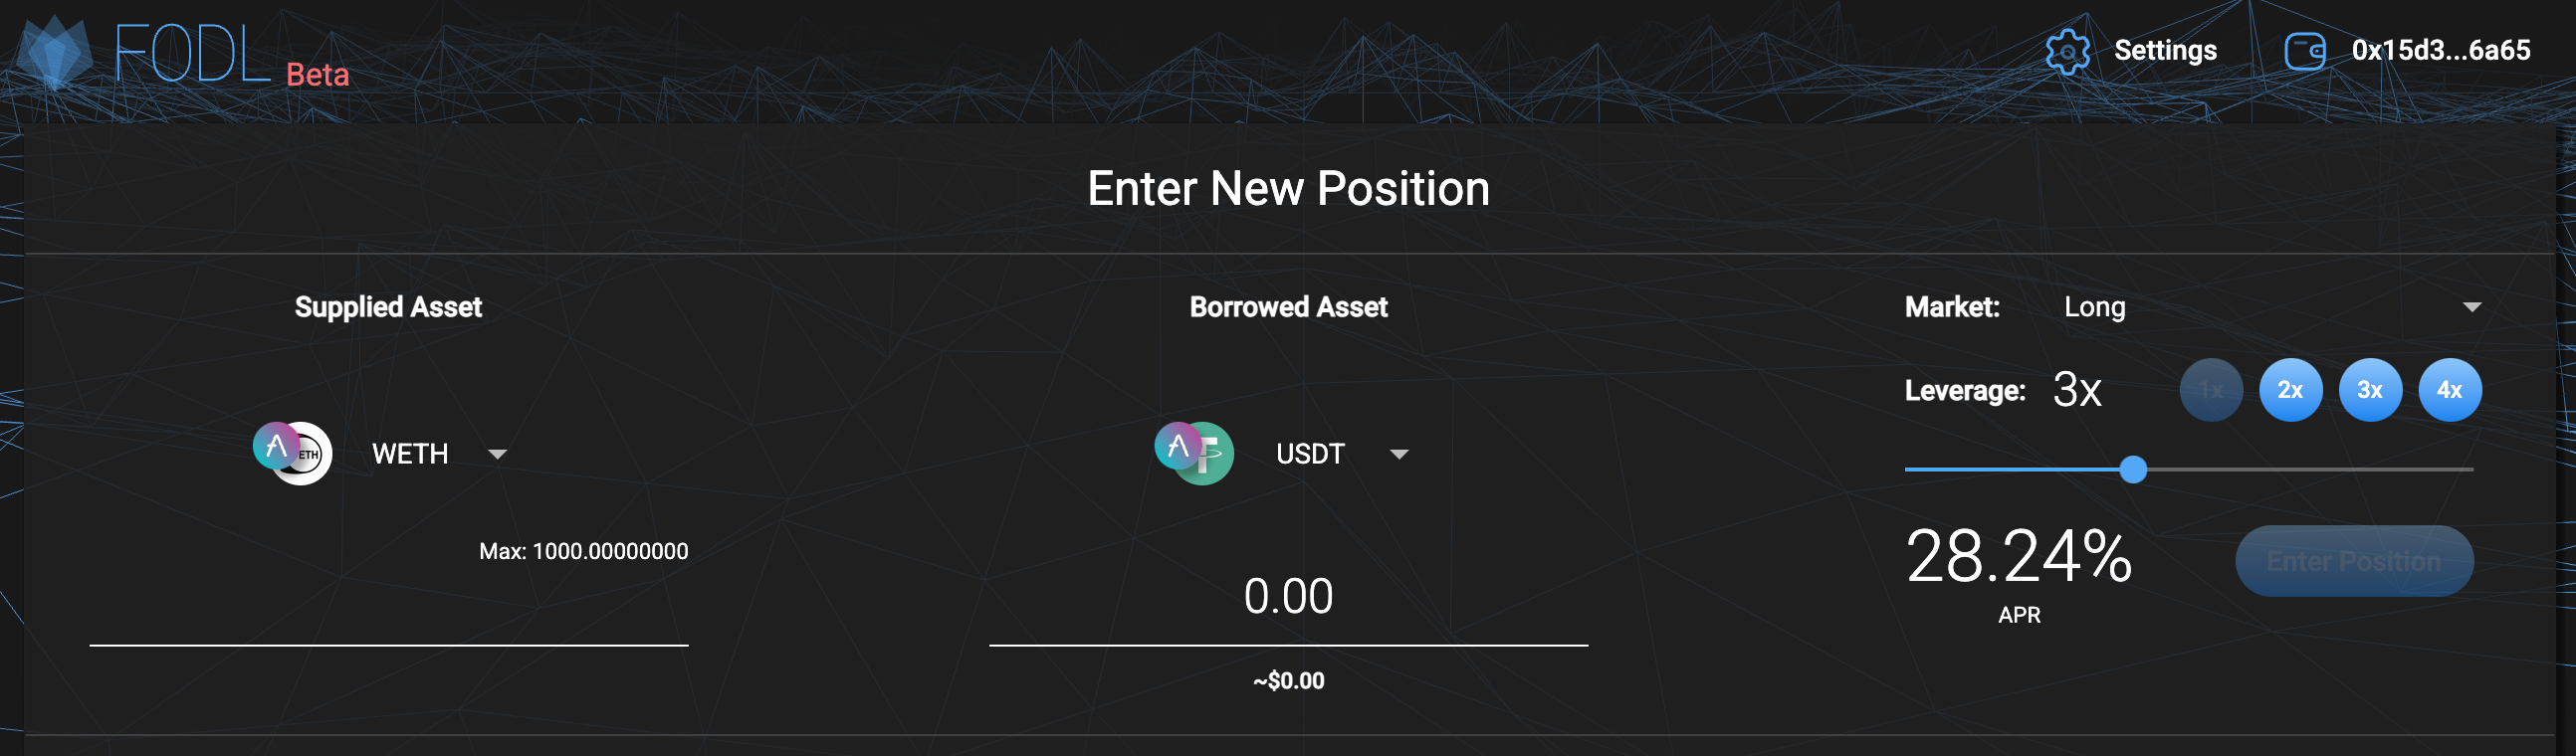 FODL Beta
Settings
0x15d3...6a65
Enter New Position
Supplied Asset
Borrowed Asset
Market: Long
Leverage: 3x
1x 2x 3x 4x
WETH
USDT
Max: 1000.00000000
0.00
~$0.00
28.24%
APR
Enter Position